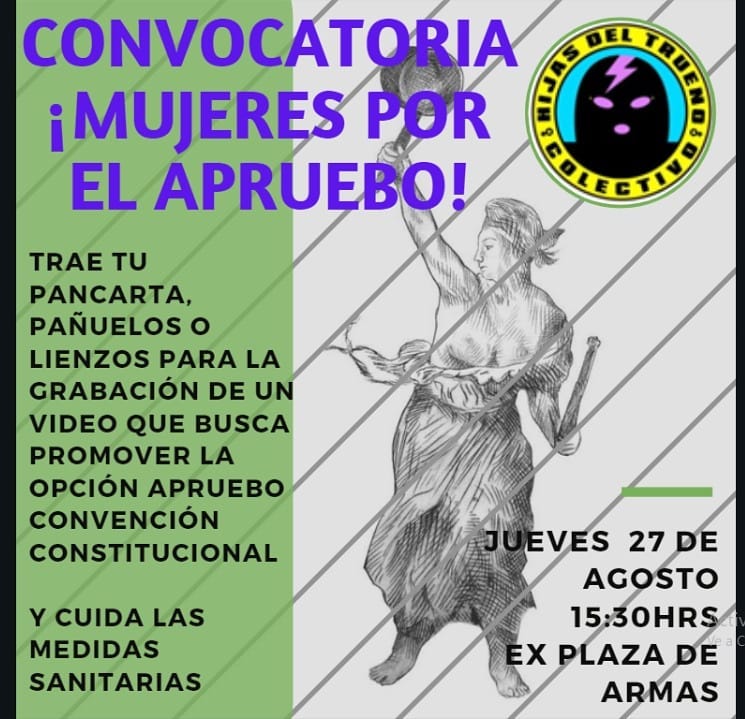 CONVOCATORIA
¡MUJERES POR
EL APRUEBO!
HIJAS DEL TRUENO
COLECTIVO
TRAE TU
PANCARTA,
PAÑUELOS O
LIENZOS PARA LA
GRABACIÓN DE UN
VIDEO QUE BUSCA
PROMOVER LA
OPCIÓN APRUEBO
CONVENCIÓN
CONSTITUCIONAL
Y CUIDA LAS
MEDIDAS
SANITARIAS
JUEVES 27 DE
AGOSTO
15:30HRS
EX PLAZA DE
ARMAS